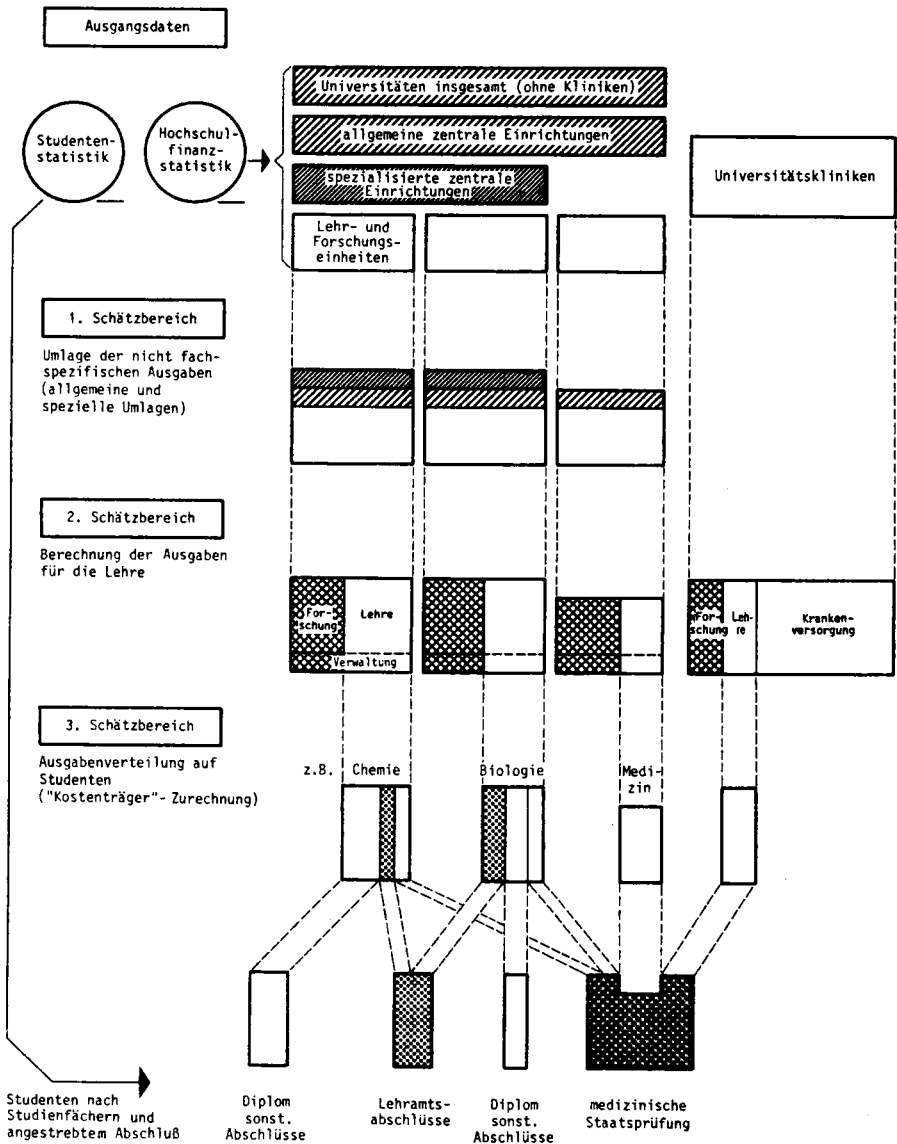 Ausgangsdaten
Studenten-
statistik
Hochschul-
finanz-
statistik
Universitäten insgesamt (ohne Kliniken)
allgemeine zentrale Einrichtungen
spezialisierte zentrale
Einrichtungen
Universitätskliniken
Lehr- und
Forschungs-
einheiten
1. Schätzbereich
Umlage der nicht fach-
spezifischen Ausgaben
(allgemeine und
spezielle Umlagen)
2. Schätzbereich
Berechnung der Ausgaben
für die Lehre
For-
schung
Lehre
Verwaltung
For-
schung
Leh-
re
Kranken-
versorgung
3. Schätzbereich
Ausgabenverteilung auf
Studenten
("Kostenträger"- Zurechnung)
z.B. Chemie
Biologie
Medi-
zin
Studenten nach
Studienfächern und
angestrebtem Abschluß
Diplom
sonst.
Abschlüsse
Lehramts-
abschlüsse
Diplom
sonst.
Abschlüsse
medizinische
Staatsprüfung